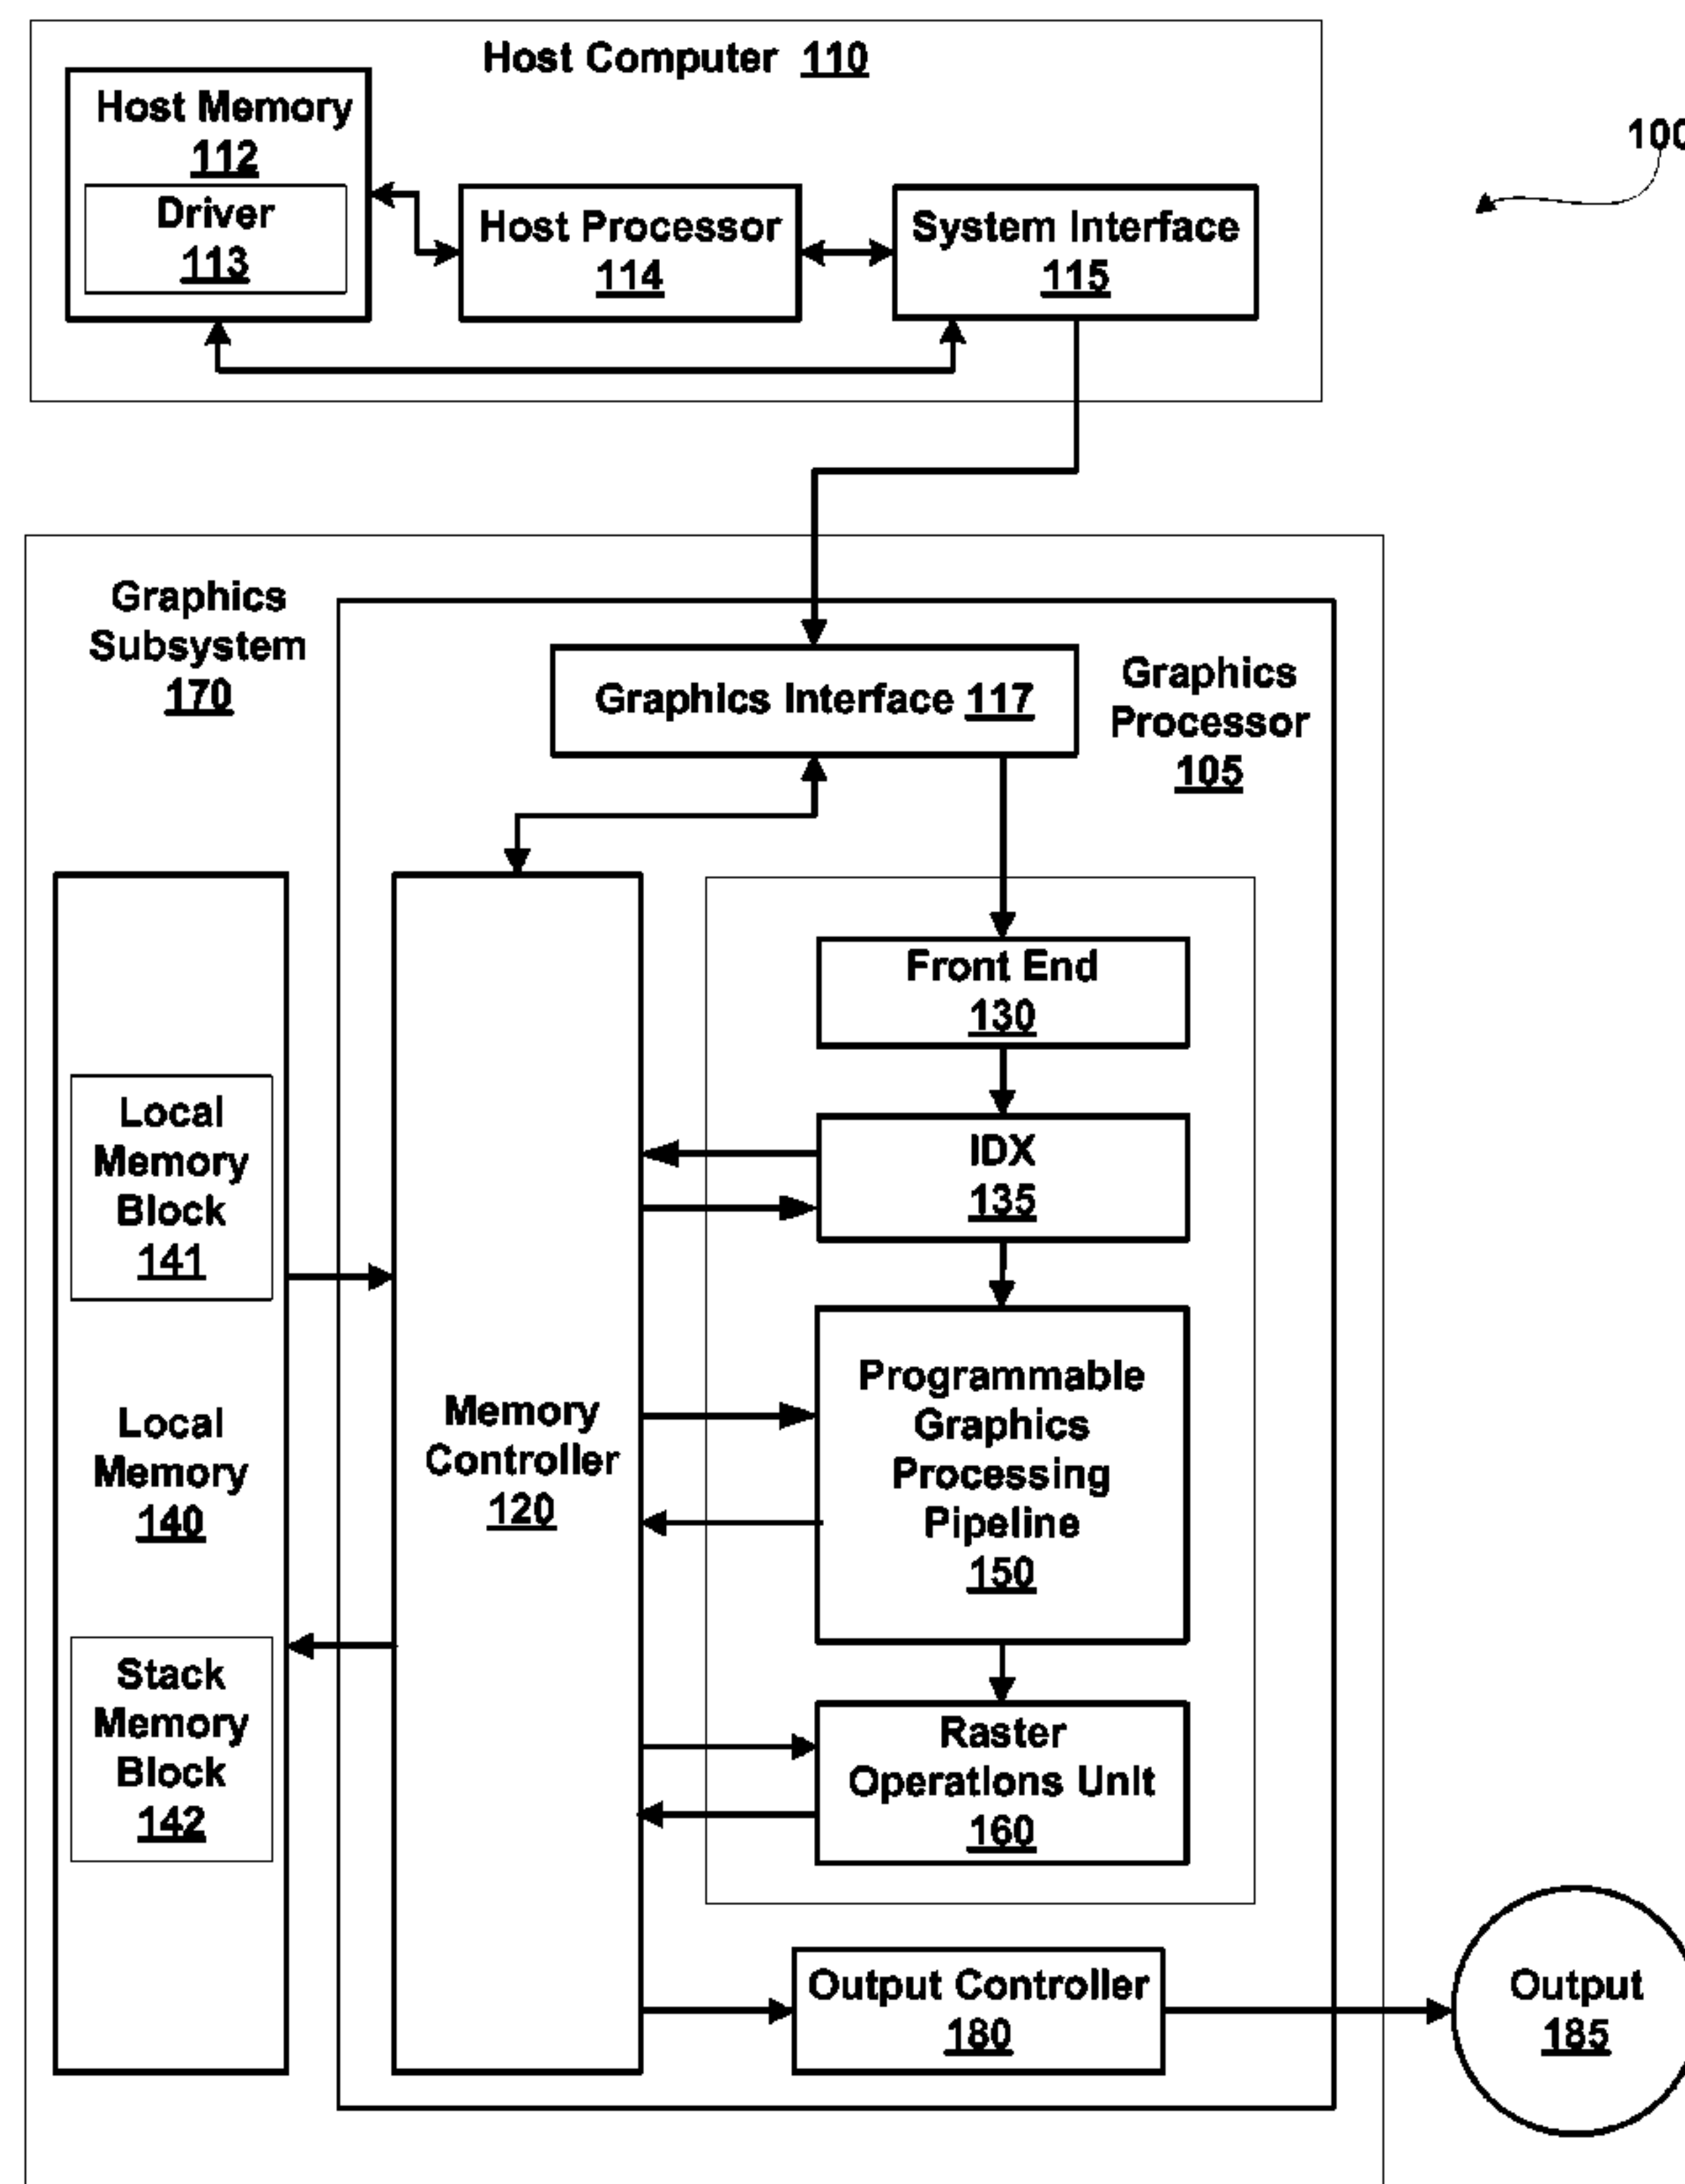 Host Computer 110
100
Host Memory
112
Driver
113
Host Processor
114
System Interface
115
Graphics
Subsystem
170
Graphics Interface 117
Graphics
Processor
105
Front End
130
Local
Memory
Block
141
IDX
135
Local
Memory
140
Memory
Controller
120
Programmable
Graphics
Processing
Pipeline
150
Stack
Memory
Block
142
Raster
Operations Unit
160
Output Controller
180
Output
185